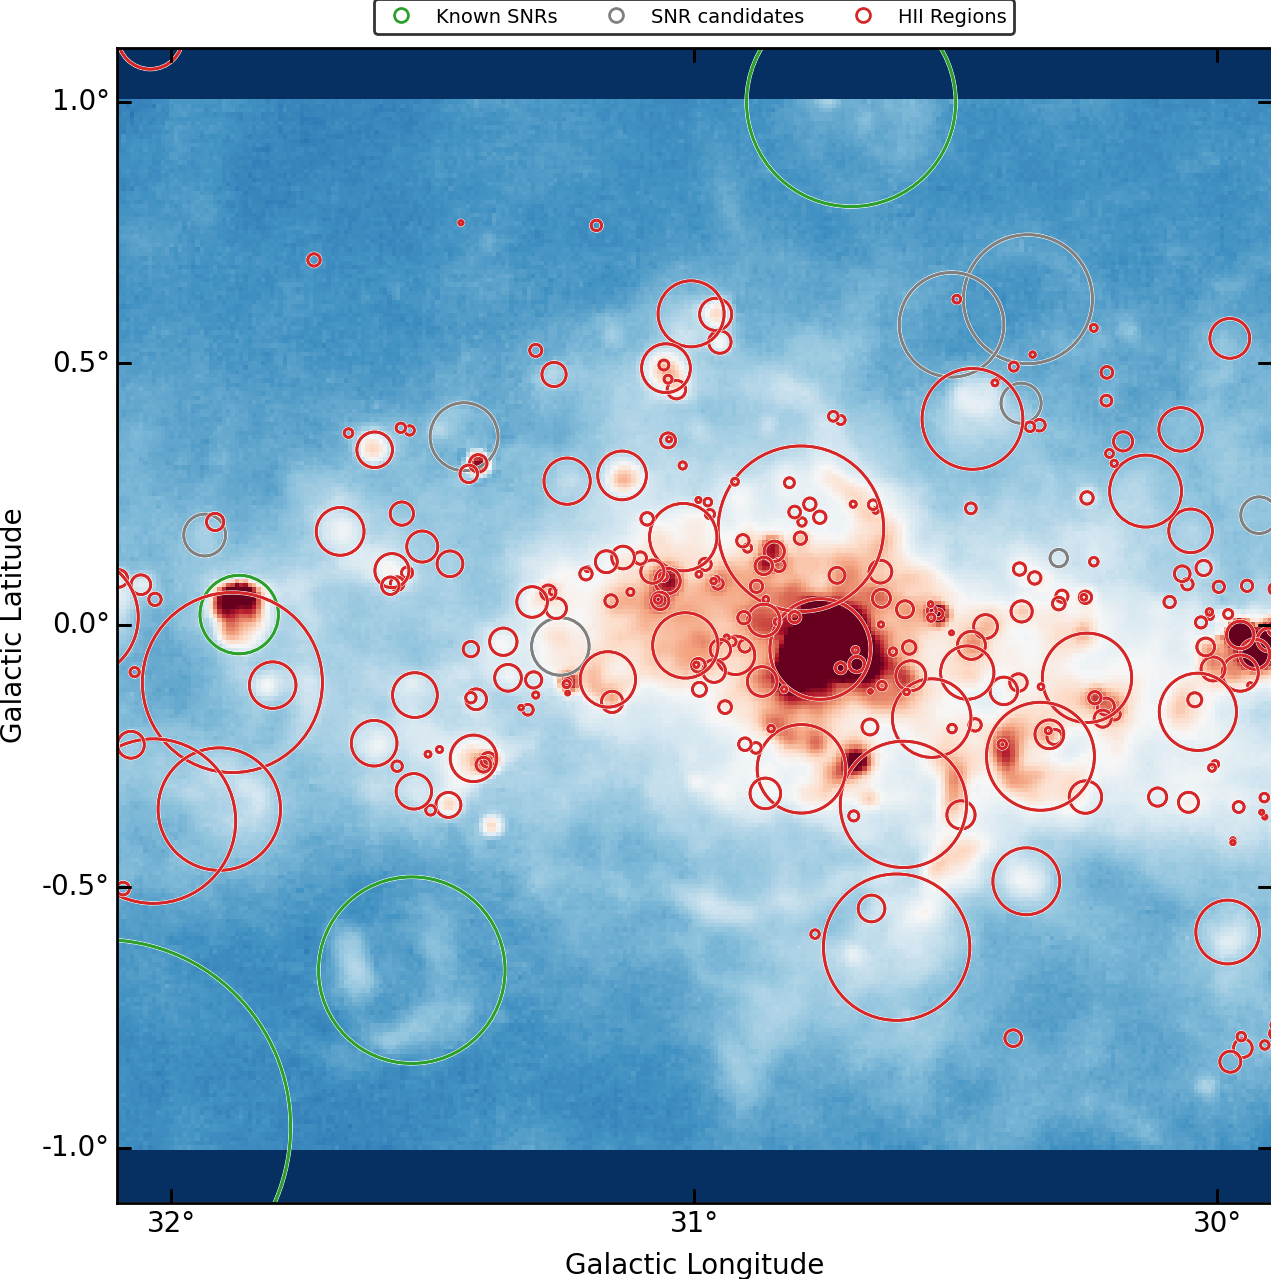 Known SNRs SNR candidates HII Regions
1.0°
0.5°
0.0°
-0.5°
-1.0°
Galactic Latitude
32° 31° 30°
Galactic Longitude